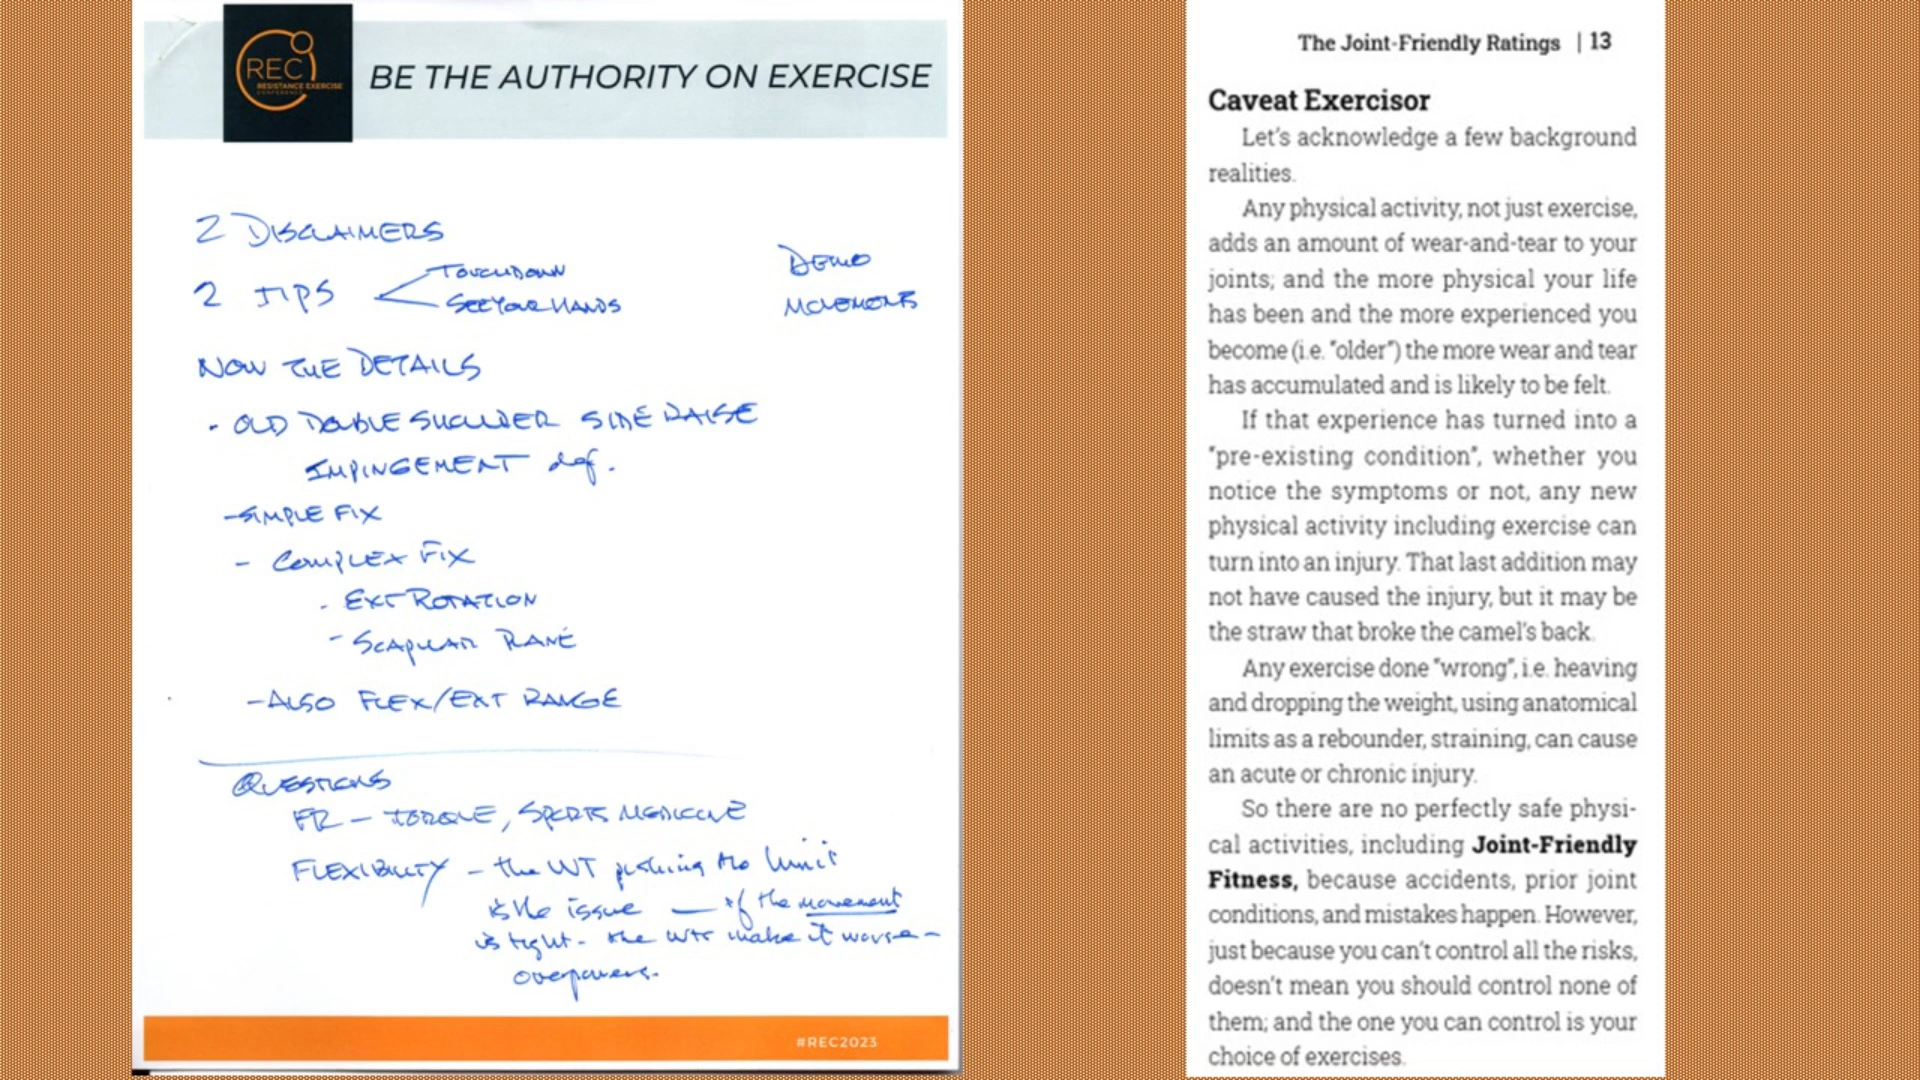 REC
RESISTANCE EXERCISE
CONFERENCE
BE THE AUTHORITY ON EXERCISE
2 DISCLAIMERS
2 TIPS
TOUCHDOWN
SEE YOUR HANDS
DEMO
MOVEMENTS
NOW THE DETAILS
- OLD DOUBLE SHOULDER SIDE RAISE
IMPINGEMENT def.
- SIMPLE FIX
- COMPLEX FIX
- EXT ROTATION
- SCAPULAR PLANE
- ALSO FLEX/EXT RANGE
QUESTIONS
FR - TORQUE, SPORTS MEDICINE
FLEXIBILITY - the WT pushing the limit
is the issue — if the movement
is tight - the wts make it worse -
overpowers.
#REC2023
The Joint-Friendly Ratings | 13
Caveat Exercisor
Let's acknowledge a few background
realities.
Any physical activity, not just exercise,
adds an amount of wear-and-tear to your
joints; and the more physical your life
has been and the more experienced you
become (i.e. "older") the more wear and tear
has accumulated and is likely to be felt.
If that experience has turned into a
"pre-existing condition", whether you
notice the symptoms or not, any new
physical activity including exercise can
turn into an injury. That last addition may
not have caused the injury, but it may be
the straw that broke the camel's back.
Any exercise done "wrong", i.e. heaving
and dropping the weight, using anatomical
limits as a rebounder, straining, can cause
an acute or chronic injury.
So there are no perfectly safe physi-
cal activities, including Joint-Friendly
Fitness, because accidents, prior joint
conditions, and mistakes happen. However,
just because you can't control all the risks,
doesn't mean you should control none of
them; and the one you can control is your
choice of exercises.